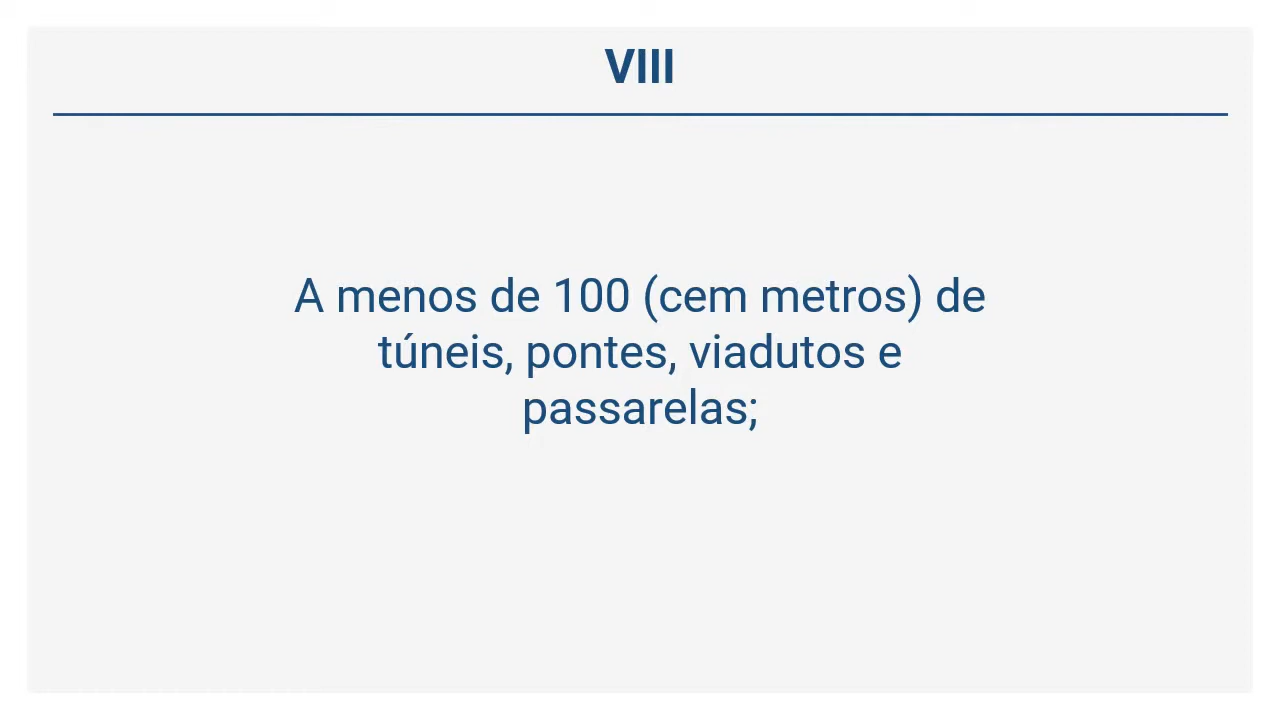 VIII
A menos de 100 (cem metros) de
túneis, pontes, viadutos e
passarelas;